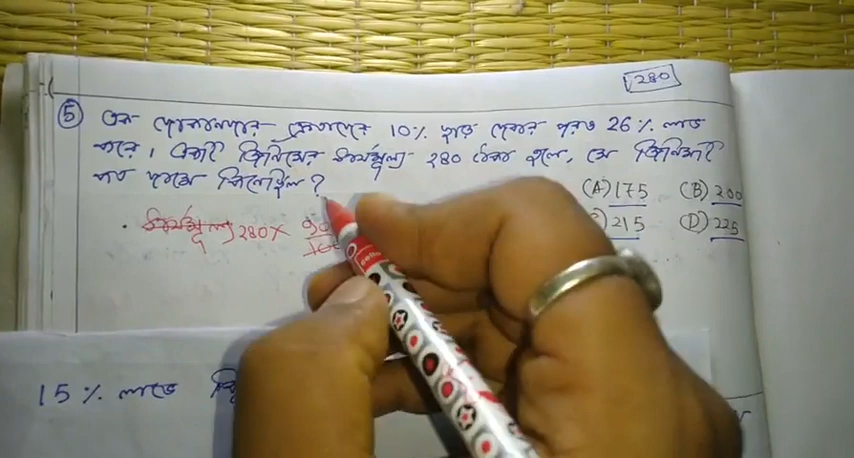 280
⑤ এক দোকানদার ক্রেতাদের 10% ছাড় দেবার পরও 26% লাভ
করে। একটি জিনিসের ধার্যমূল্য 280 টাকা হলে, সে জিনিসটি
কত দামে কিনেছিল?
(A) 175 (B) 200
) 215 (D) 225
ধার্যমূল্য 280 × 90
15% লাভে